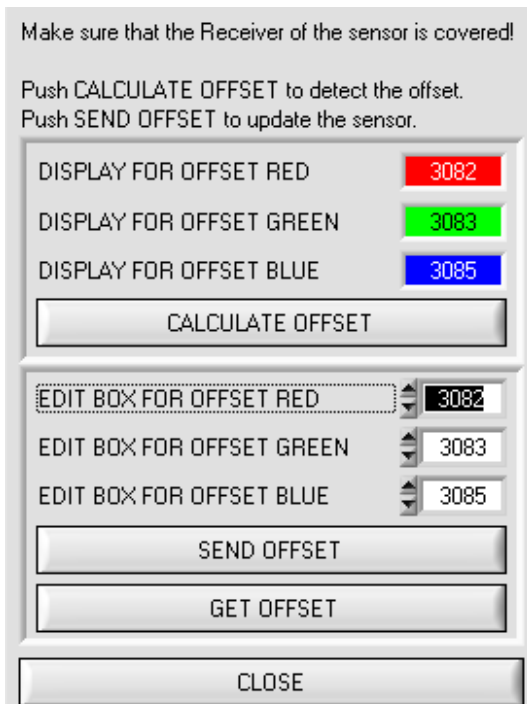 Make sure that the Receiver of the sensor is covered!
Push CALCULATE OFFSET to detect the offset.
Push SEND OFFSET to update the sensor.
DISPLAY FOR OFFSET RED 3082
DISPLAY FOR OFFSET GREEN 3083
DISPLAY FOR OFFSET BLUE 3085
CALCULATE OFFSET
EDIT BOX FOR OFFSET RED 3082
EDIT BOX FOR OFFSET GREEN 3083
EDIT BOX FOR OFFSET BLUE 3085
SEND OFFSET
GET OFFSET
CLOSE